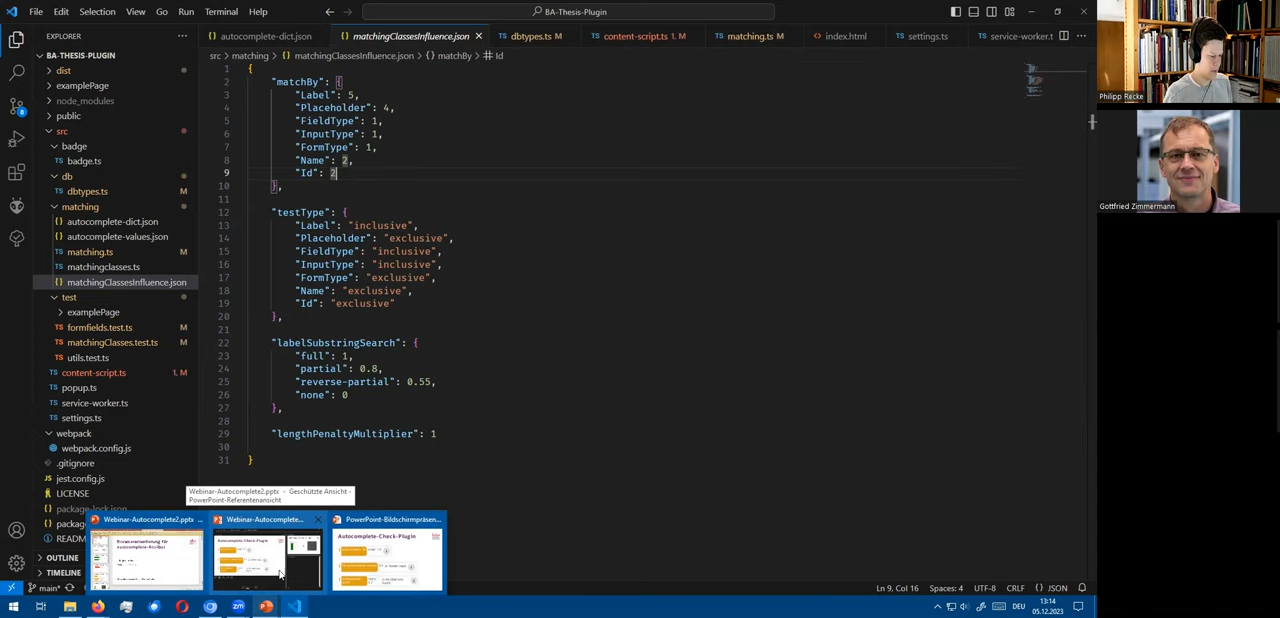 File Edit Selection View Go Run Terminal Help
BA-Thesis-Plugin
EXPLORER
BA-THESIS-PLUGIN
dist
examplePage
node_modules
public
src
badge
badge.ts
db
dbtypes.ts M
matching
autocomplete-dict.json
autocomplete-values.json
matching.ts M
matchingclasses.ts
matchingClassesInfluence.json
test
examplePage
formfields.test.ts M
matchingClasses.test.ts M
utils.test.ts
content-script.ts 1, M
popup.ts
service-worker.ts
settings.ts
webpack
webpack.config.js
.gitignore
jest.config.js
LICENSE
package-lock.json
packag
READM
OUTLINE
TIMELINE
autocomplete-dict.json
matchingClassesInfluence.json
dbtypes.ts M
content-script.ts 1, M
matching.ts M
index.html
settings.ts
service-worker.t
src > matching > matchingClassesInfluence.json > matchBy > Id
1 {
2 "matchBy": {
3 "Label": 5,
4 "Placeholder": 4,
5 "FieldType": 1,
6 "InputType": 1,
7 "FormType": 1,
8 "Name": 2,
9 "Id": 2
10 },
11
12 "testType": {
13 "Label": "inclusive",
14 "Placeholder": "exclusive",
15 "FieldType": "inclusive",
16 "InputType": "inclusive",
17 "FormType": "exclusive",
18 "Name": "exclusive",
19 "Id": "exclusive"
20 },
21
22 "labelSubstringSearch": {
23 "full": 1,
24 "partial": 0.8,
25 "reverse-partial": 0.55,
26 "none": 0
27 },
28
29 "lengthPenaltyMultiplier": 1
30
31 }
Webinar-Autocomplete2.pptx - Geschützte Ansicht -
PowerPoint-Referentenansicht
Webinar-Autocomplete2.pptx ...
Webinar-Autocomplete...
PowerPoint-Bildschirmpräsen...
Autocomplete-Check-Plugin
Autocomplete-Check-Plugin
main*
Ln 9, Col 16 Spaces: 4 UTF-8 CRLF {} JSON
DEU
13:14
05.12.2023
Philipp Recke
Gottfried Zimmermann